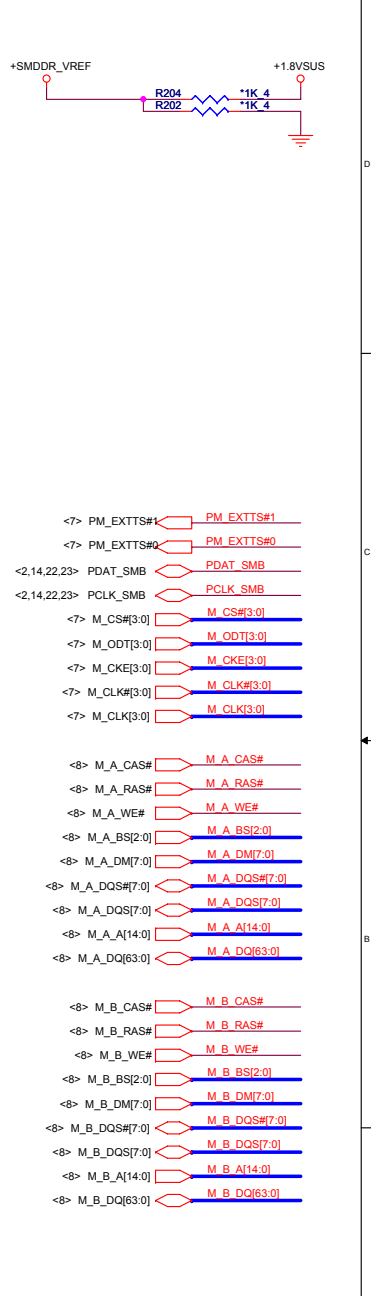 +SMDDR_VREF +1.8VSUS
R204 *1K_4
R202 *1K_4
D
<7> PM_EXTTS#1 PM_EXTTS#1
<7> PM_EXTTS#0 PM_EXTTS#0
C
<2,14,22,23> PDAT_SMB PDAT_SMB
<2,14,22,23> PCLK_SMB PCLK_SMB
<7> M_CS#[3:0] M_CS#[3:0]
<7> M_ODT[3:0] M_ODT[3:0]
<7> M_CKE[3:0] M_CKE[3:0]
<7> M_CLK#[3:0] M_CLK#[3:0]
<7> M_CLK[3:0] M_CLK[3:0]
<8> M_A_CAS# M_A_CAS#
<8> M_A_RAS# M_A_RAS#
<8> M_A_WE# M_A_WE#
<8> M_A_BS[2:0] M_A_BS[2:0]
<8> M_A_DM[7:0] M_A_DM[7:0]
<8> M_A_DQS#[7:0] M_A_DQS#[7:0]
<8> M_A_DQS[7:0] M_A_DQS[7:0]
<8> M_A_A[14:0] M_A_A[14:0]
B
<8> M_A_DQ[63:0] M_A_DQ[63:0]
<8> M_B_CAS# M_B_CAS#
<8> M_B_RAS# M_B_RAS#
<8> M_B_WE# M_B_WE#
<8> M_B_BS[2:0] M_B_BS[2:0]
<8> M_B_DM[7:0] M_B_DM[7:0]
<8> M_B_DQS#[7:0] M_B_DQS#[7:0]
<8> M_B_DQS[7:0] M_B_DQS[7:0]
<8> M_B_A[14:0] M_B_A[14:0]
<8> M_B_DQ[63:0] M_B_DQ[63:0]